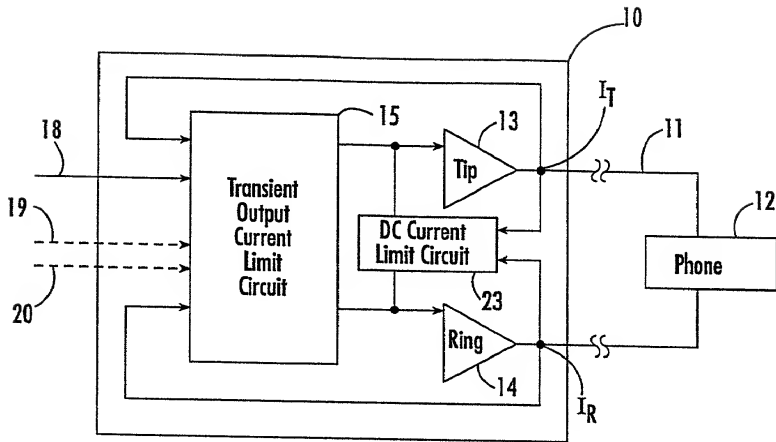 10
15
I_T
18
13
11
Tip
12
19
Transient
Output
Current
Limit
Circuit
DC Current
Limit Circuit
Phone
20
23
Ring
14
I_R